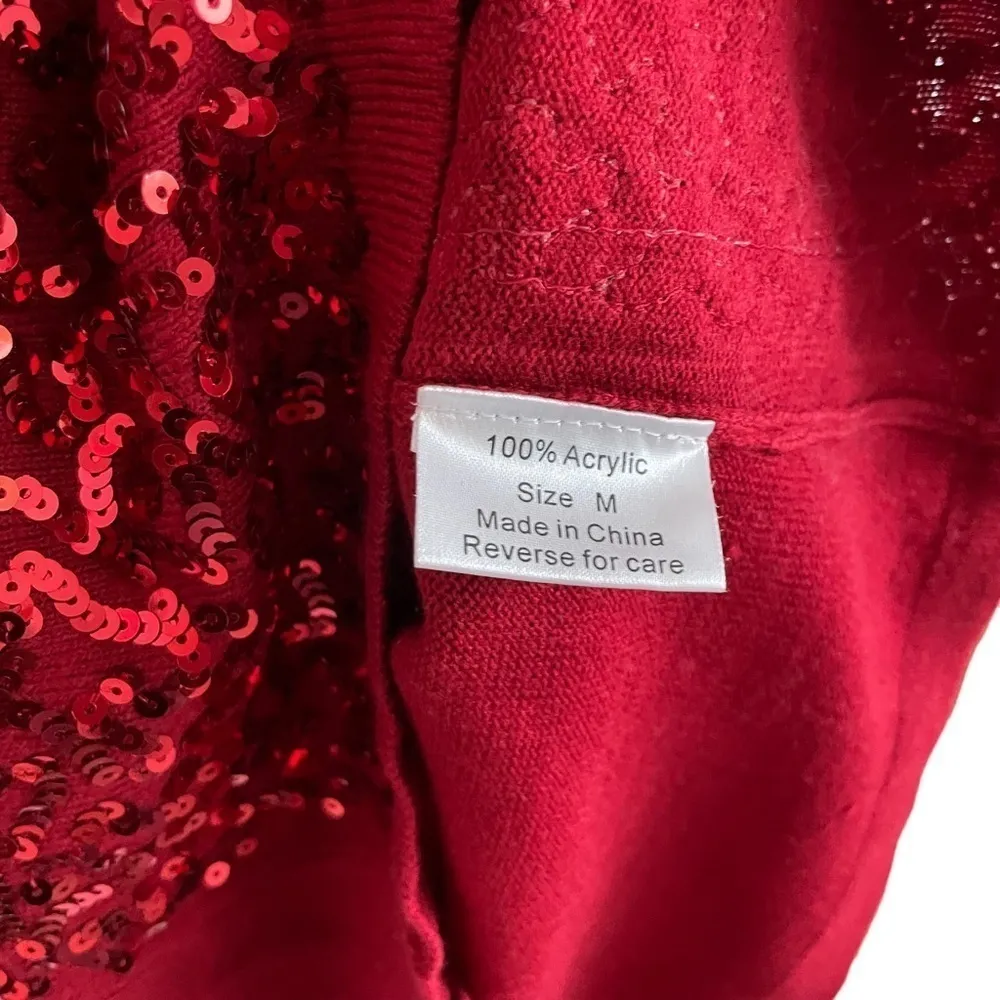 100% Acrylic
Size M
Made in China
Reverse for care